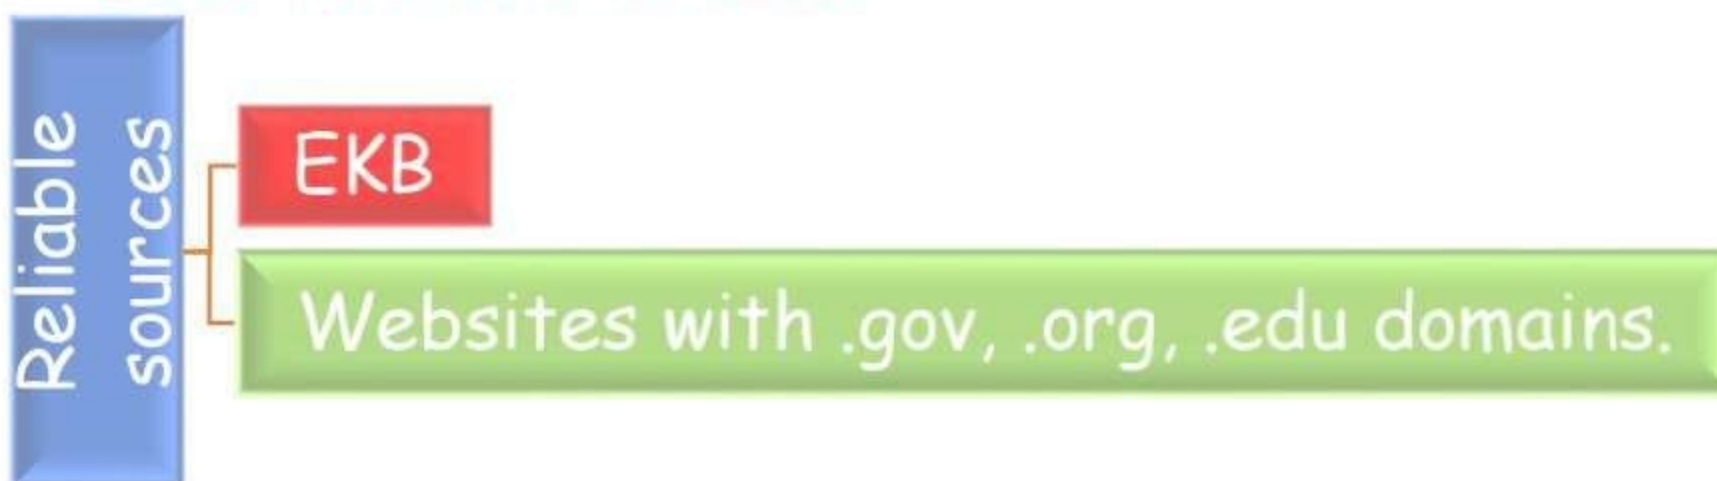 Reliable
sources
EKB
Websites with .gov, .org, .edu domains.